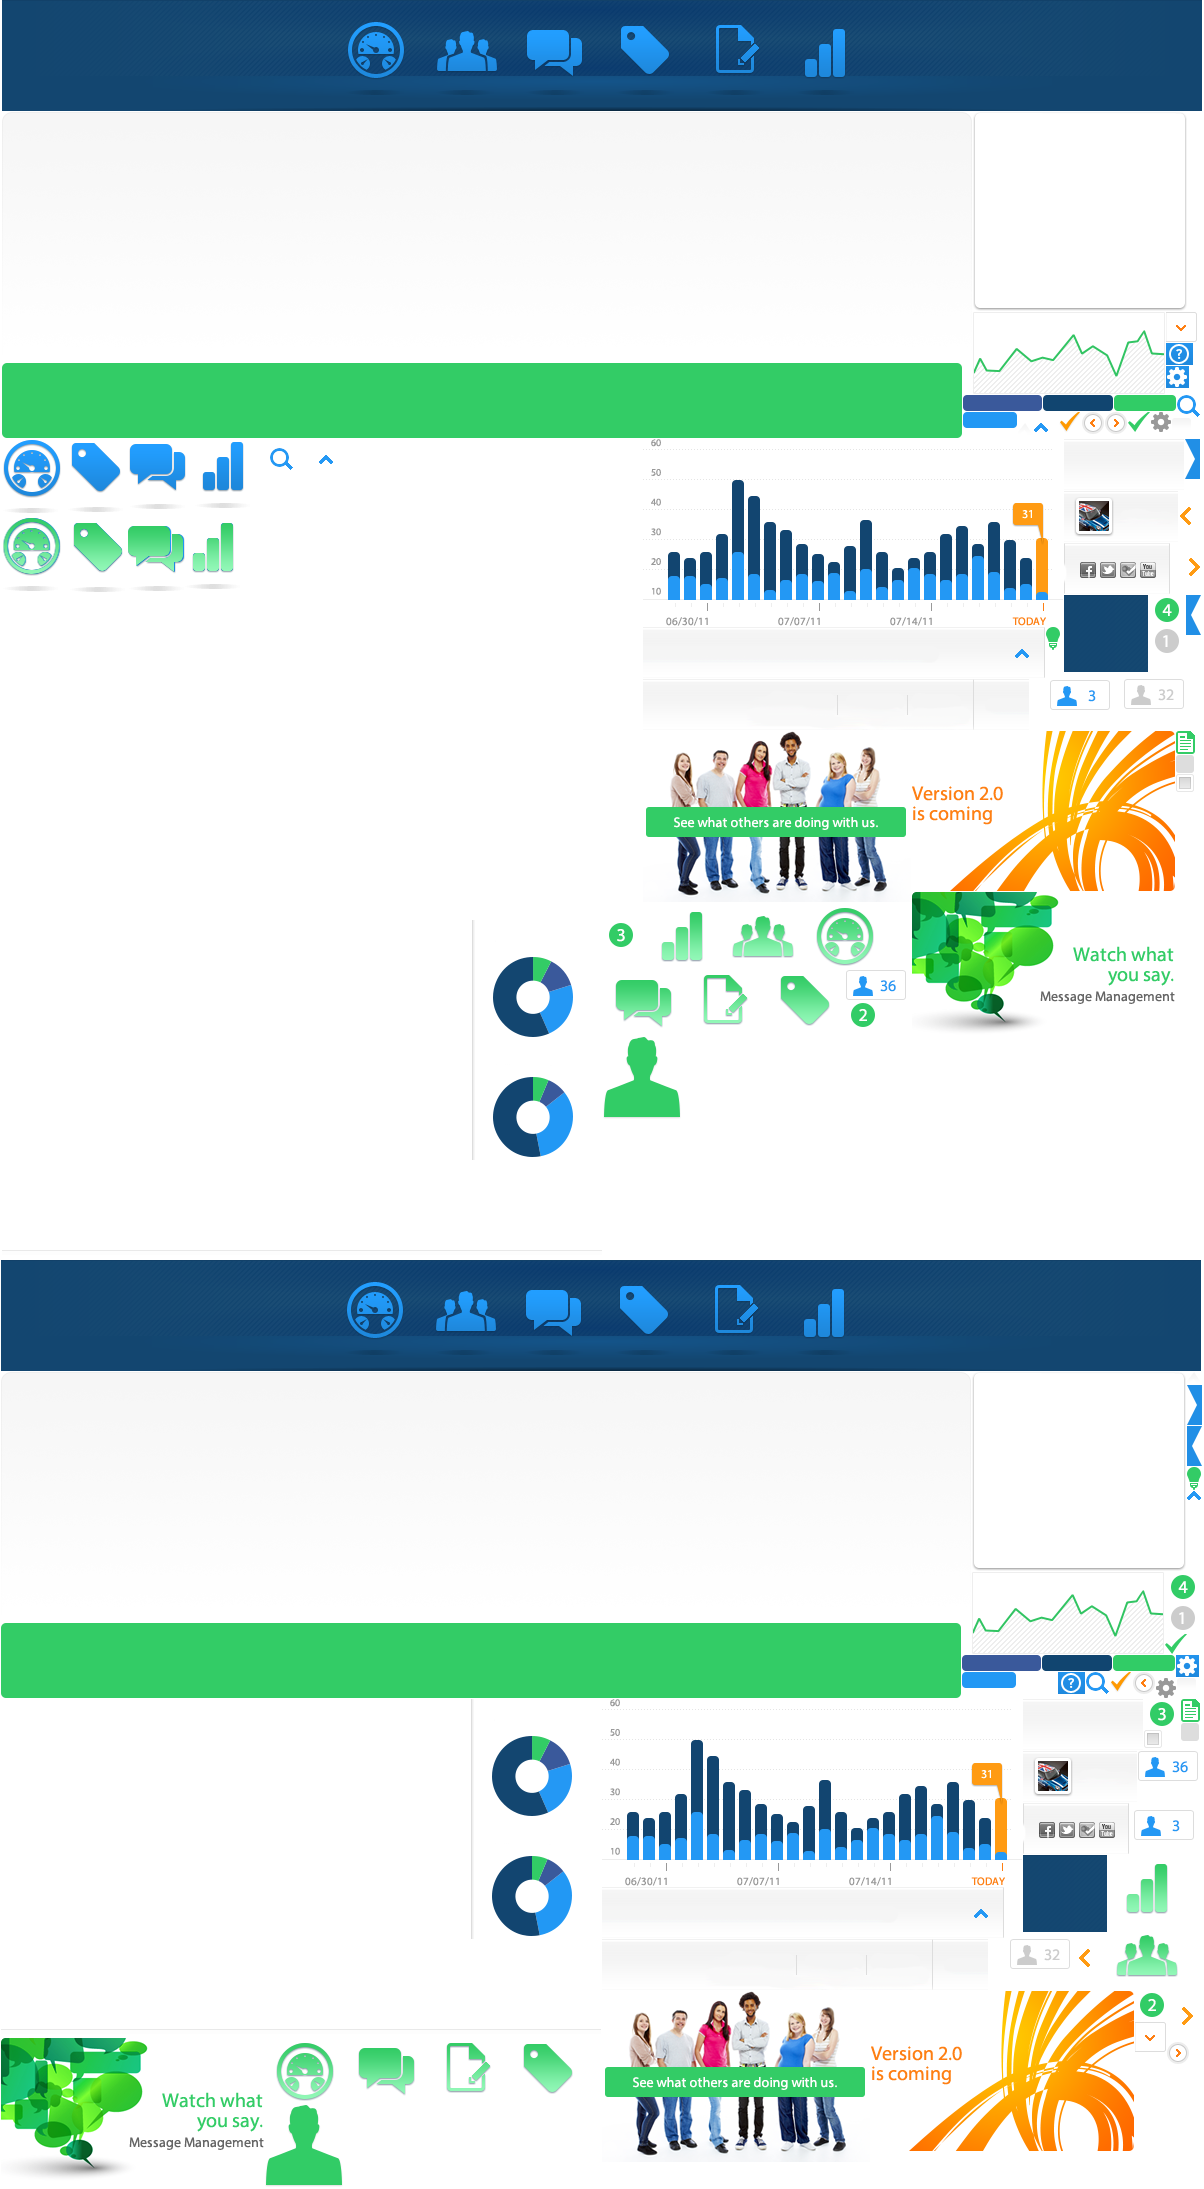 ?
60
50
40
30
20
10
31
06/30/11
07/07/11
07/14/11
TODAY
You
Tube
4
1
3
32
See what others are doing with us.
Version 2.0
is coming
3
36
2
Watch what
you say.
Message Management
4
1
?
60
50
40
30
20
10
31
06/30/11
07/07/11
07/14/11
TODAY
3
36
You
Tube
3
32
2
See what others are doing with us.
Version 2.0
is coming
Watch what
you say.
Message Management